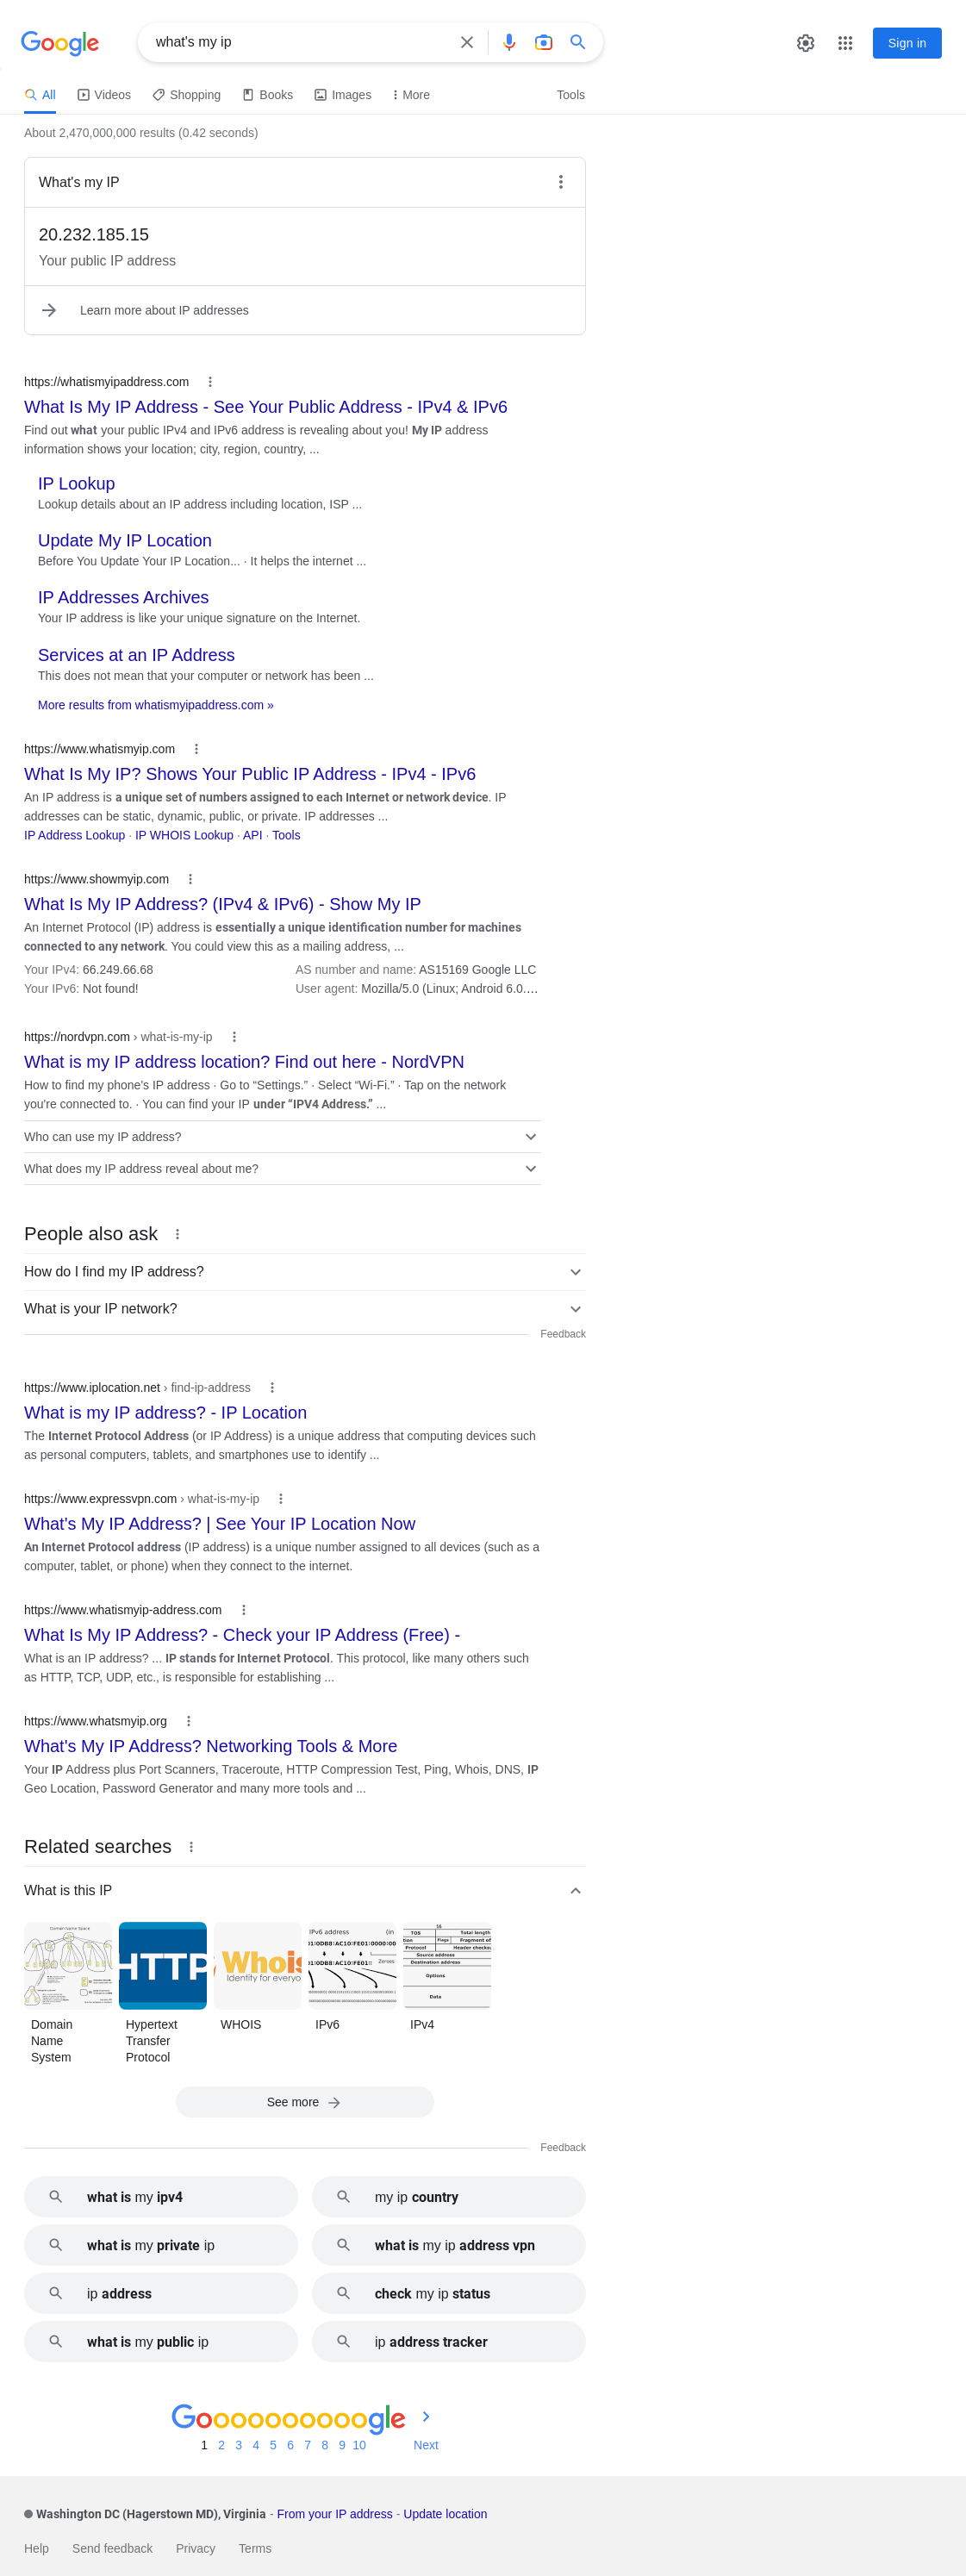 Google
what's my ip
Sign in
All Videos Shopping Books Images More Tools
About 2,470,000,000 results (0.42 seconds)
What's my IP
20.232.185.15
Your public IP address
Learn more about IP addresses
https://whatismyipaddress.com
What Is My IP Address - See Your Public Address - IPv4 & IPv6
Find out what your public IPv4 and IPv6 address is revealing about you! My IP address
information shows your location; city, region, country, ...
IP Lookup
Lookup details about an IP address including location, ISP ...
Update My IP Location
Before You Update Your IP Location... · It helps the internet ...
IP Addresses Archives
Your IP address is like your unique signature on the Internet.
Services at an IP Address
This does not mean that your computer or network has been ...
More results from whatismyipaddress.com »
https://www.whatismyip.com
What Is My IP? Shows Your Public IP Address - IPv4 - IPv6
An IP address is a unique set of numbers assigned to each Internet or network device. IP
addresses can be static, dynamic, public, or private. IP addresses ...
IP Address Lookup · IP WHOIS Lookup · API · Tools
https://www.showmyip.com
What Is My IP Address? (IPv4 & IPv6) - Show My IP
An Internet Protocol (IP) address is essentially a unique identification number for machines
connected to any network. You could view this as a mailing address, ...
Your IPv4: 66.249.66.68 AS number and name: AS15169 Google LLC
Your IPv6: Not found! User agent: Mozilla/5.0 (Linux; Android 6.0....
https://nordvpn.com › what-is-my-ip
What is my IP address location? Find out here - NordVPN
How to find my phone's IP address · Go to “Settings.” · Select “Wi-Fi.” · Tap on the network
you're connected to. · You can find your IP under “IPV4 Address.” ...
Who can use my IP address?
What does my IP address reveal about me?
People also ask
How do I find my IP address?
What is your IP network?
Feedback
https://www.iplocation.net › find-ip-address
What is my IP address? - IP Location
The Internet Protocol Address (or IP Address) is a unique address that computing devices such
as personal computers, tablets, and smartphones use to identify ...
https://www.expressvpn.com › what-is-my-ip
What's My IP Address? | See Your IP Location Now
An Internet Protocol address (IP address) is a unique number assigned to all devices (such as a
computer, tablet, or phone) when they connect to the internet.
https://www.whatismyip-address.com
What Is My IP Address? - Check your IP Address (Free) -
What is an IP address? ... IP stands for Internet Protocol. This protocol, like many others such
as HTTP, TCP, UDP, etc., is responsible for establishing ...
https://www.whatsmyip.org
What's My IP Address? Networking Tools & More
Your IP Address plus Port Scanners, Traceroute, HTTP Compression Test, Ping, Whois, DNS, IP
Geo Location, Password Generator and many more tools and ...
Related searches
What is this IP
Domain Name Space
HTTP
Whois
Identity for everyo
IPv6 address (in
Zeroes
16
TOS Total length
Flags Fragment of
Protocol Header checksu
Source address
Destination address
Options
Data
Domain Name System
Hypertext Transfer Protocol
WHOIS
IPv6
IPv4
See more
Feedback
what is my ipv4
my ip country
what is my private ip
what is my ip address vpn
ip address
check my ip status
what is my public ip
ip address tracker
Goooooooooogle
1 2 3 4 5 6 7 8 9 10 Next
Washington DC (Hagerstown MD), Virginia - From your IP address - Update location
Help Send feedback Privacy Terms